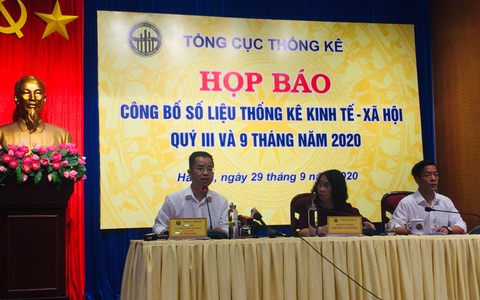 TỔNG CỤC THỐNG KÊ
HỌP BÁO
CÔNG BỐ SỐ LIỆU THỐNG KÊ KINH TẾ - XÃ HỘI
QUÝ III VÀ 9 THÁNG NĂM 2020
Hà Nội, ngày 29 tháng 9 năm 2020